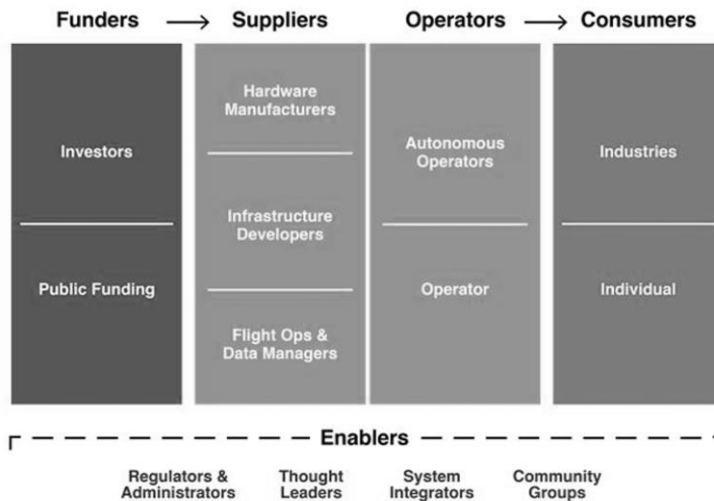 Funders → Suppliers Operators → Consumers
Investors
Public Funding
Hardware
Manufacturers
Infrastructure
Developers
Flight Ops &
Data Managers
Autonomous
Operators
Operator
Industries
Individual
Enablers
Regulators &
Administrators
Thought
Leaders
System
Integrators
Community
Groups